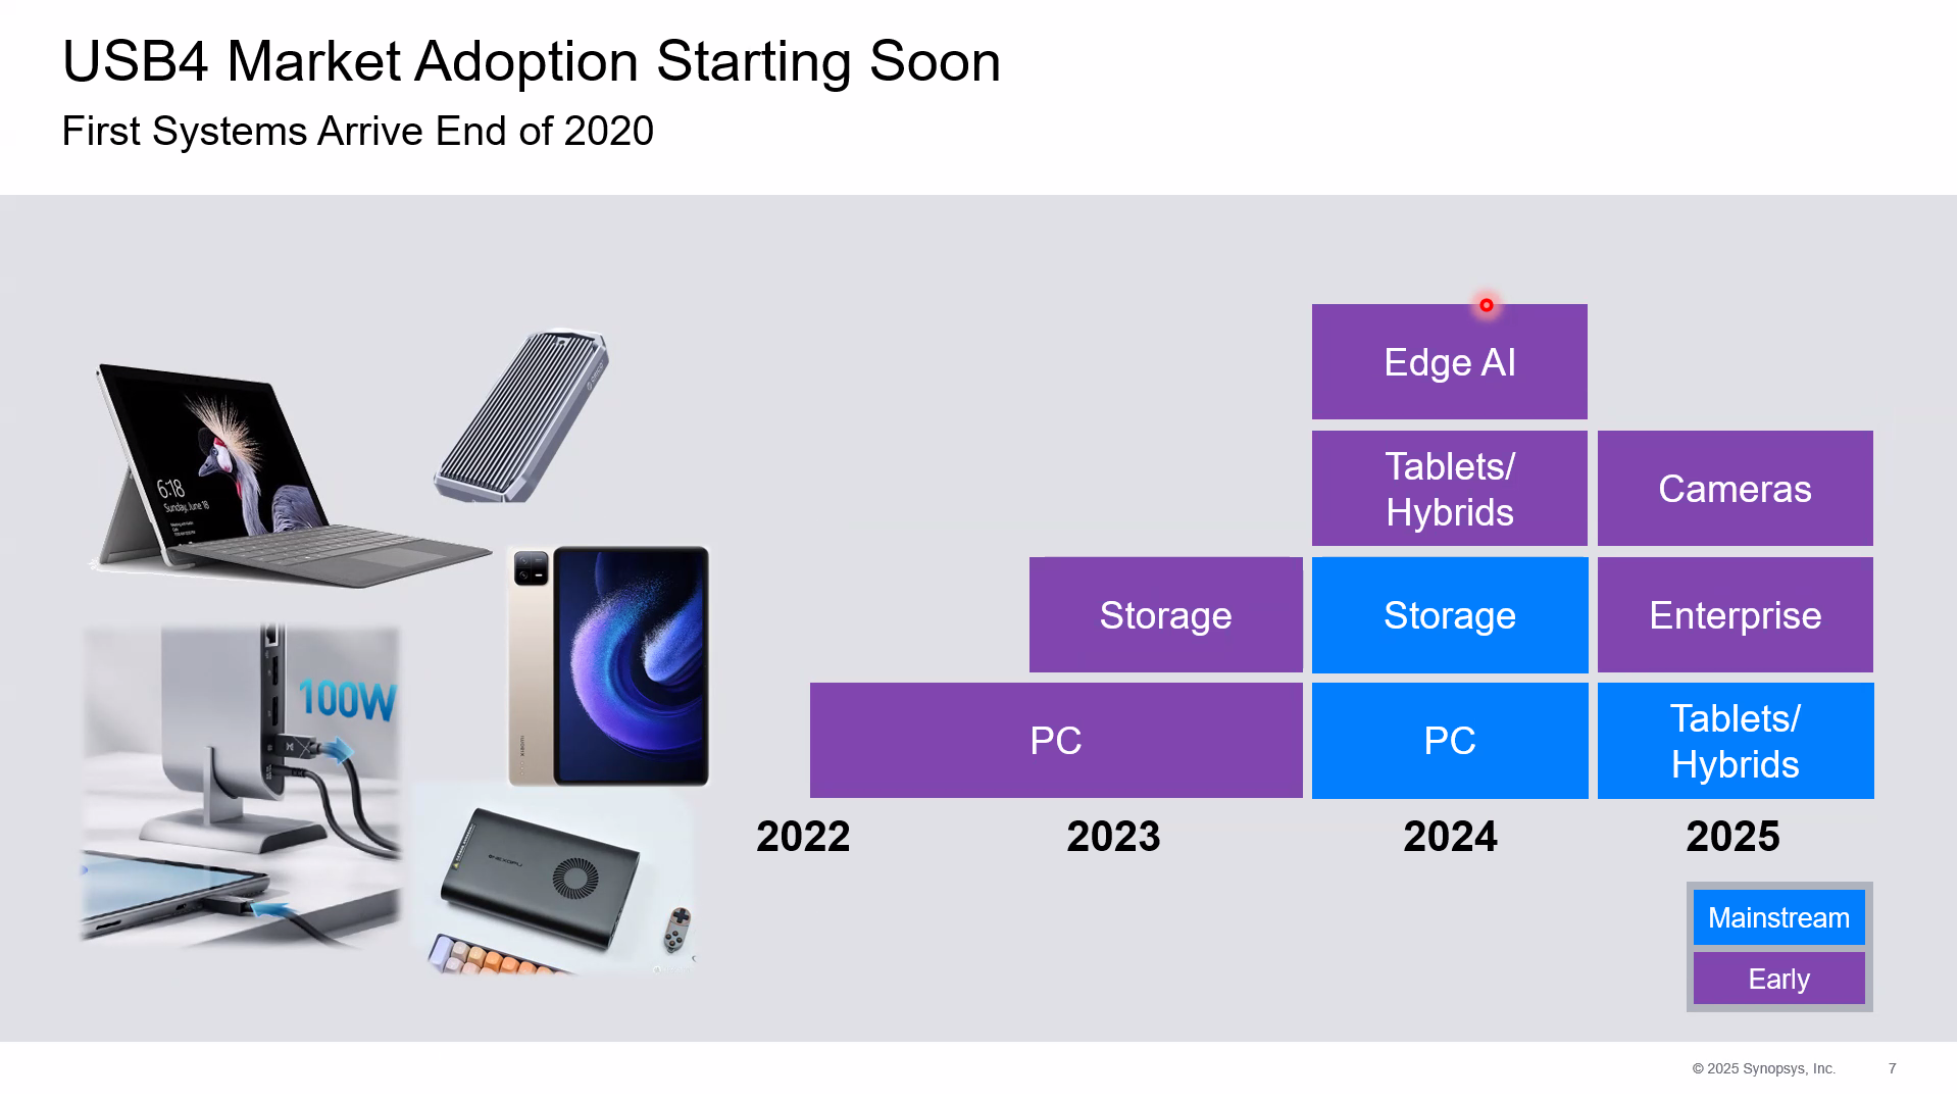 USB4 Market Adoption Starting Soon
First Systems Arrive End of 2020
6:18
Sunday, June 18
100W
Edge AI
Tablets/
Hybrids
Cameras
Storage
Storage
Enterprise
PC
PC
Tablets/
Hybrids
2022
2023
2024
2025
Mainstream
Early
© 2025 Synopsys, Inc.
7